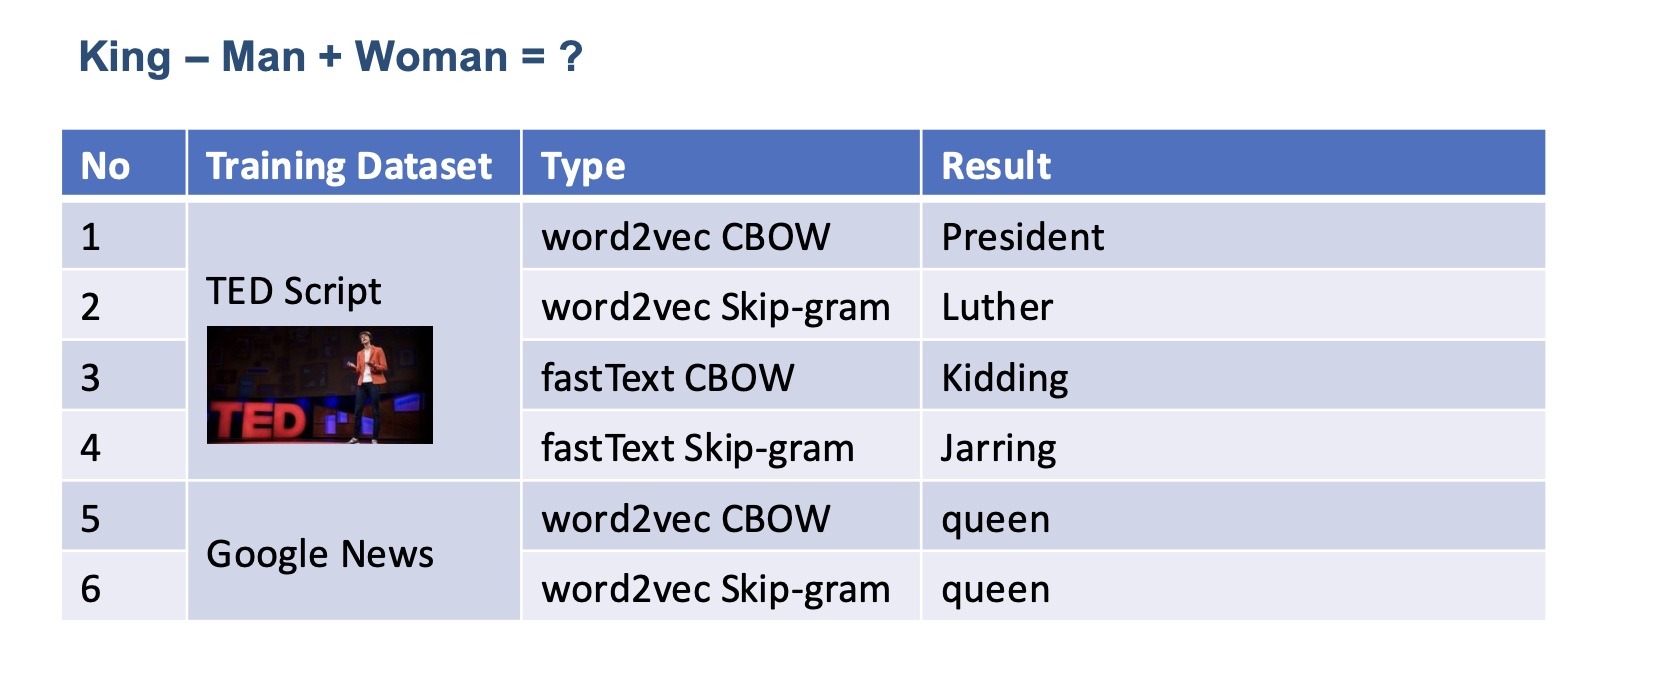 King – Man + Woman = ?
No Training Dataset Type Result
1 word2vec CBOW President
TED Script
2 word2vec Skip-gram Luther
3 fastText CBOW Kidding
TED
4 fastText Skip-gram Jarring
5 word2vec CBOW queen
Google News
6 word2vec Skip-gram queen